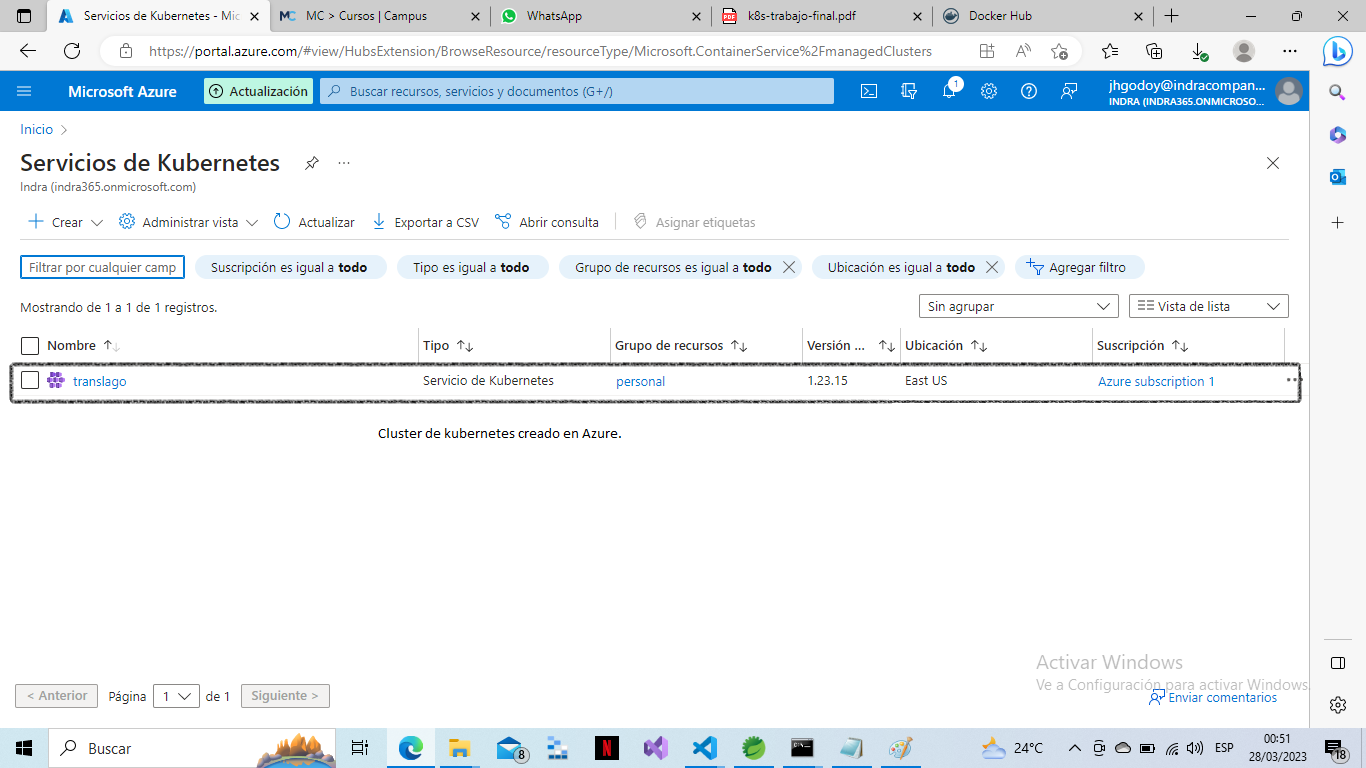 Servicios de Kubernetes - Mic
MC > Cursos | Campus
WhatsApp
k8s-trabajo-final.pdf
Docker Hub
https://portal.azure.com/#view/HubsExtension/BrowseResource/resourceType/Microsoft.ContainerService%2FmanagedClusters
Microsoft Azure
Actualización
Buscar recursos, servicios y documentos (G+/)
1
jhgodoy@indracompan...
INDRA (INDRA365.ONMICROSO...
Inicio
Servicios de Kubernetes
Indra (indra365.onmicrosoft.com)
Crear
Administrar vista
Actualizar
Exportar a CSV
Abrir consulta
Asignar etiquetas
Filtrar por cualquier camp
Suscripción es igual a todo
Tipo es igual a todo
Grupo de recursos es igual a todo
Ubicación es igual a todo
Agregar filtro
Mostrando de 1 a 1 de 1 registros.
Sin agrupar
Vista de lista
Nombre
Tipo
Grupo de recursos
Versión ...
Ubicación
Suscripción
translago
Servicio de Kubernetes
personal
1.23.15
East US
Azure subscription 1
Cluster de kubernetes creado en Azure.
Activar Windows
Ve a Configuración para activar Windows.
< Anterior
Página
1
de 1
Siguiente >
Enviar comentarios
Buscar
8
24°C
ESP
00:51
28/03/2023
18